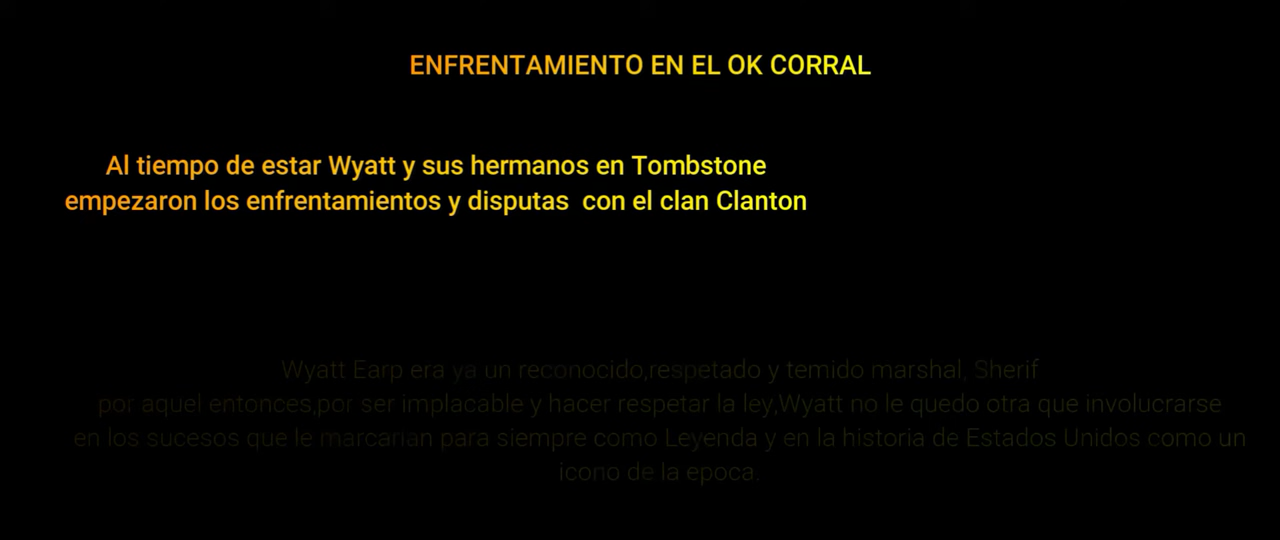 ENFRENTAMIENTO EN EL OK CORRAL
Al tiempo de estar Wyatt y sus hermanos en Tombstone
empezaron los enfrentamientos y disputas con el clan Clanton
Wyatt Earp era ya un reconocido,respetado y temido marshal, Sherif
por aquel entonces,por ser implacable y hacer respetar la ley,Wyatt no le quedo otra que involucrarse
en los sucesos que le marcarian para siempre como Leyenda y en la historia de Estados Unidos como un
icono de la epoca.